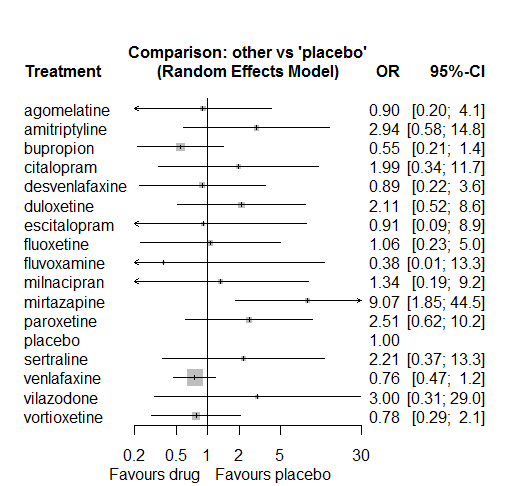 Comparison: other vs 'placebo'
Treatment (Random Effects Model) OR 95%-CI
agomelatine 0.90 [0.20; 4.1]
amitriptyline 2.94 [0.58; 14.8]
bupropion 0.55 [0.21; 1.4]
citalopram 1.99 [0.34; 11.7]
desvenlafaxine 0.89 [0.22; 3.6]
duloxetine 2.11 [0.52; 8.6]
escitalopram 0.91 [0.09; 8.9]
fluoxetine 1.06 [0.23; 5.0]
fluvoxamine 0.38 [0.01; 13.3]
milnacipran 1.34 [0.19; 9.2]
mirtazapine 9.07 [1.85; 44.5]
paroxetine 2.51 [0.62; 10.2]
placebo 1.00
sertraline 2.21 [0.37; 13.3]
venlafaxine 0.76 [0.47; 1.2]
vilazodone 3.00 [0.31; 29.0]
vortioxetine 0.78 [0.29; 2.1]
0.2 0.5 1 2 5 30
Favours drug Favours placebo